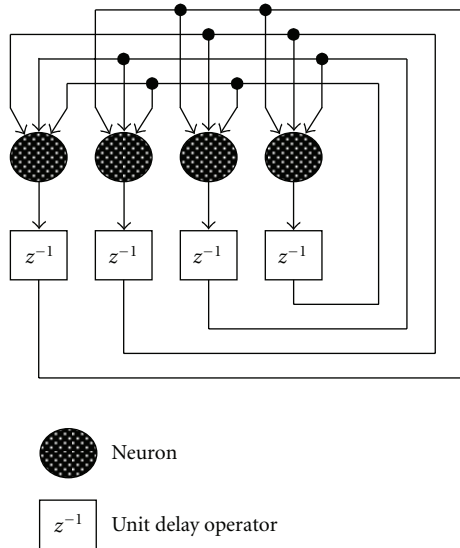 z⁻¹ z⁻¹ z⁻¹ z⁻¹
Neuron
z⁻¹ Unit delay operator